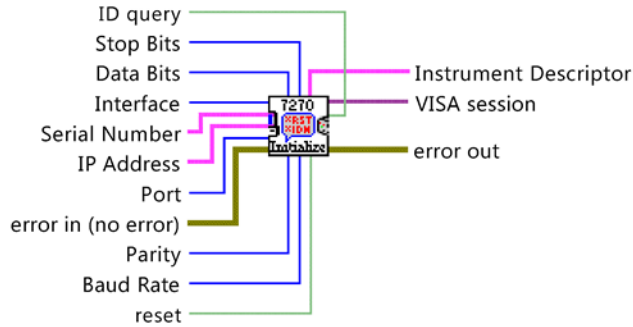 ID query
Stop Bits
Data Bits
Interface
Serial Number
IP Address
Port
error in (no error)
Parity
Baud Rate
reset
7270
*RST
*IDN
Initialize
Instrument Descriptor
VISA session
error out